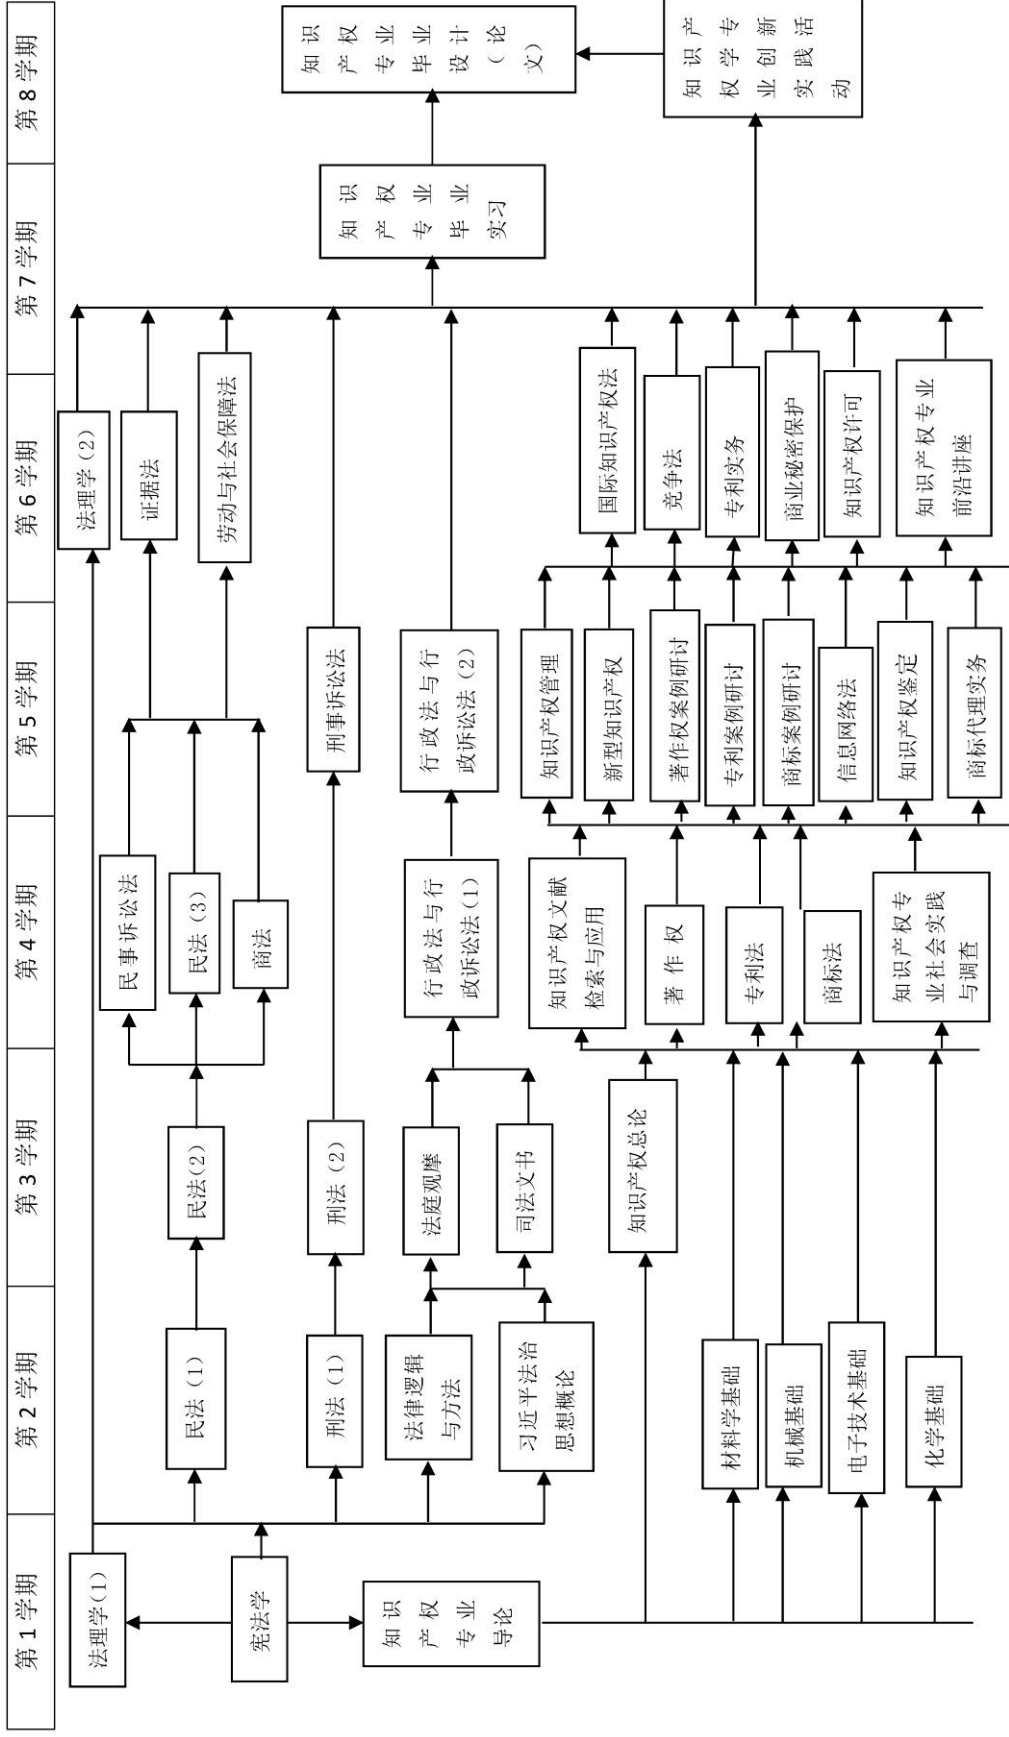 第1学期
第2学期
第3学期
第4学期
第5学期
第6学期
第7学期
第8学期
法理学(1)
宪法学
知识
产权
专业
导论
民法（1）
刑法（1）
法律逻辑
与方法
习近平法治
思想概论
材料学基础
机械基础
电子技术基础
化学基础
民法(2)
刑法（2）
法庭观摩
司法文书
知识产权总论
民事诉讼法
民法（3）
商法
行政法与行
政诉讼法(1)
知识产权文献
检索与应用
著作权
专利法
商标法
知识产权专
业社会实践
与调查
刑事诉讼法
行政法与行
政诉讼法（2）
知识产权管理
新型知识产权
著作权案例研讨
专利案例研讨
商标案例研讨
信息网络法
知识产权鉴定
商标代理实务
法理学(2)
证据法
劳动与社会保障法
国际知识产权法
竞争法
专利实务
商业秘密保护
知识产权许可
知识产权专业
前沿讲座
知识
产权
专业
毕业
实习
知识
产权
专业
毕业
设计
（论
文）
知识产
权学专
业创新
实践活
动